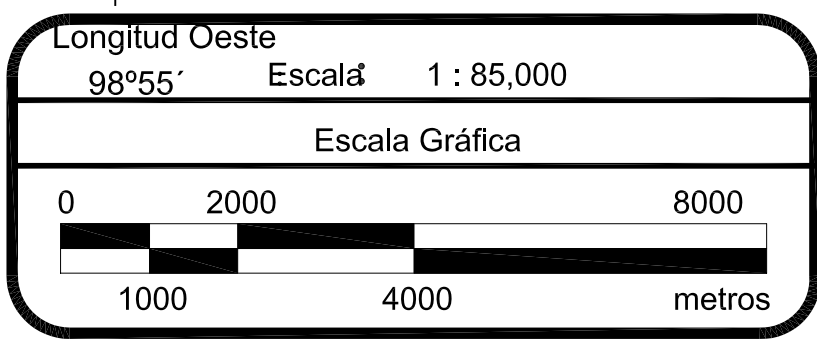 Longitud Oeste
98º55´ Escala: 1 : 85,000
Escala Gráfica
0 2000 8000
1000 4000 metros